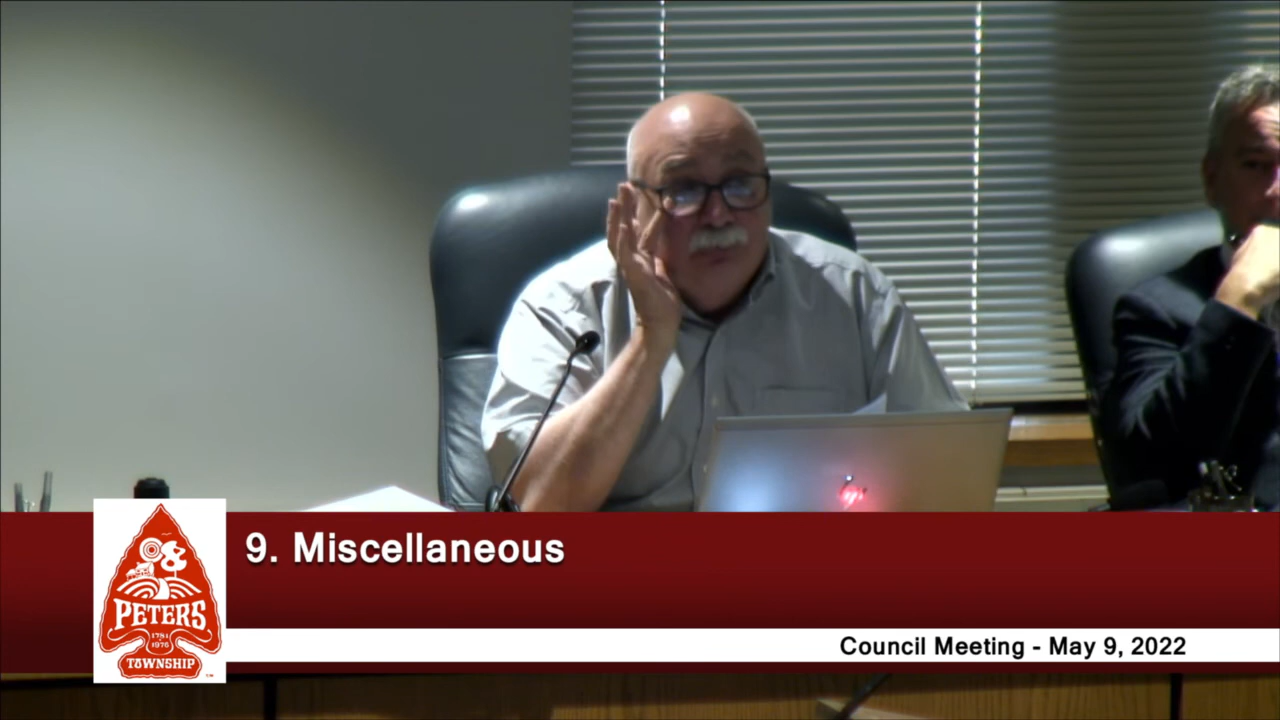 9. Miscellaneous
PETERS
1781
1976
TOWNSHIP
Council Meeting - May 9, 2022